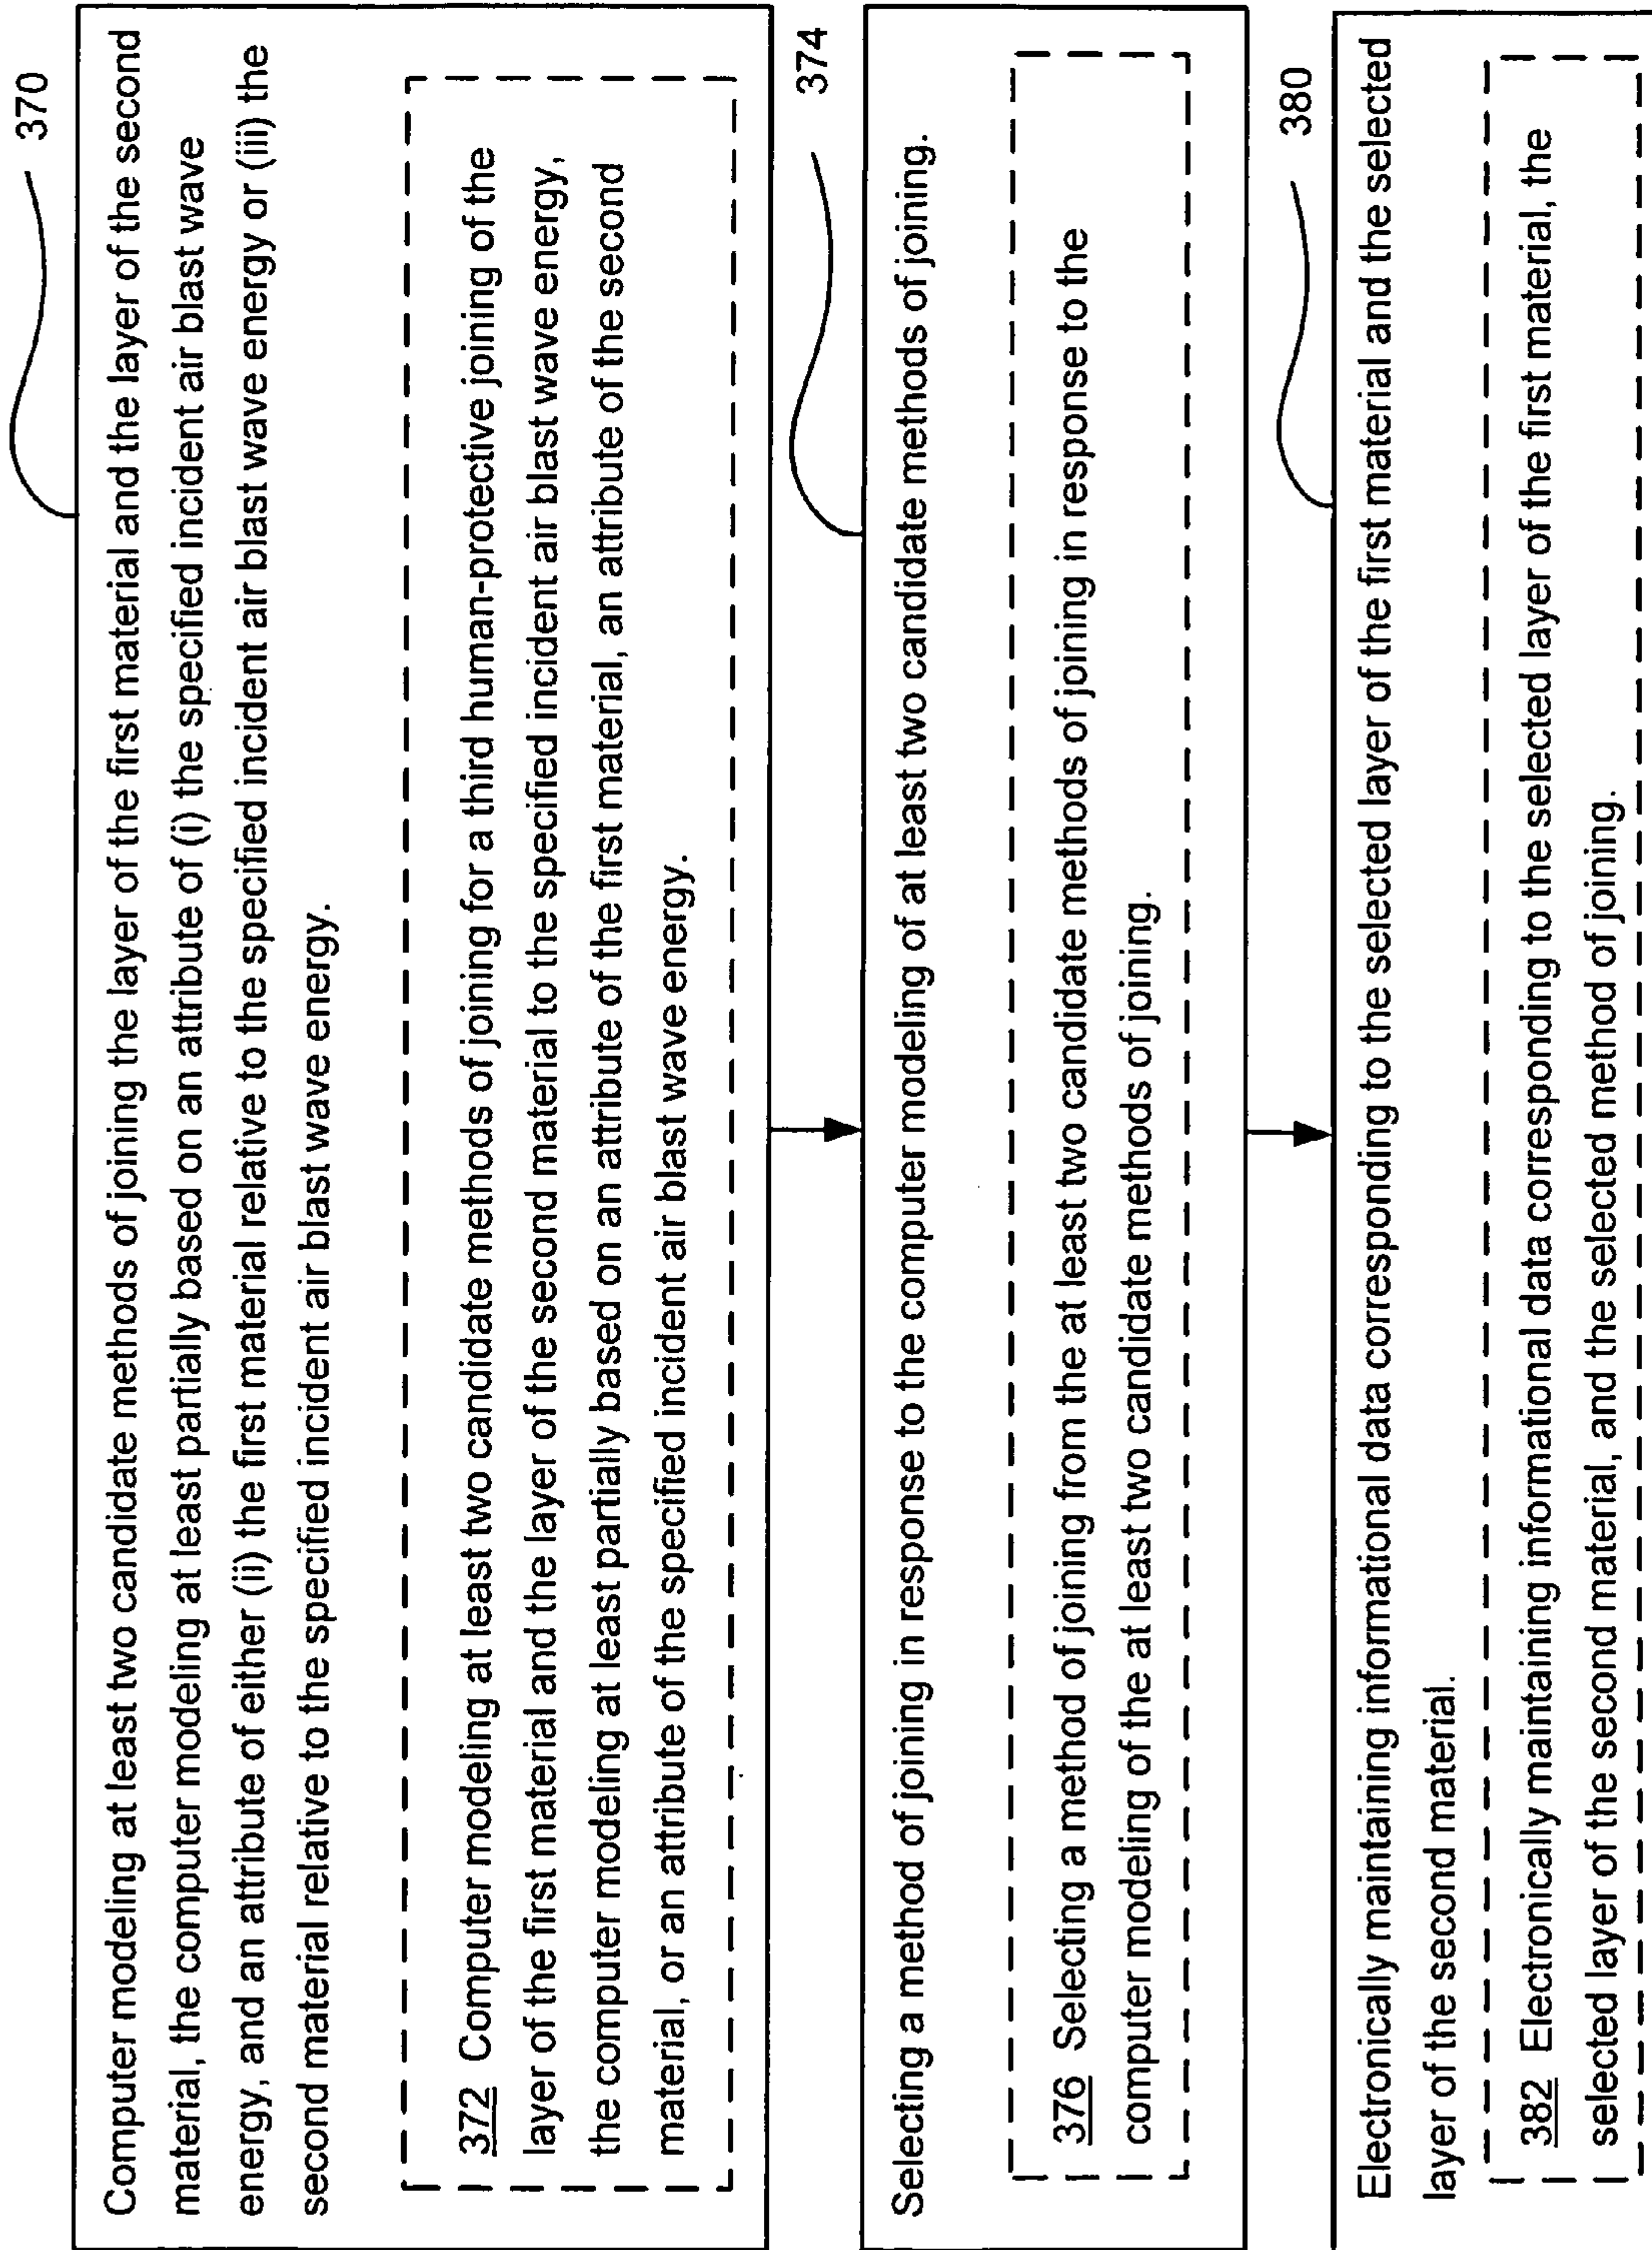 370
Computer modeling at least two candidate methods of joining the layer of the first material and the layer of the second
material, the computer modeling at least partially based on an attribute of (i) the specified incident air blast wave
energy, and an attribute of either (ii) the first material relative to the specified incident air blast wave energy or (iii) the
second material relative to the specified incident air blast wave energy.
372 Computer modeling at least two candidate methods of joining for a third human-protective joining of the
layer of the first material and the layer of the second material to the specified incident air blast wave energy,
the computer modeling at least partially based on an attribute of the first material, an attribute of the second
material, or an attribute of the specified incident air blast wave energy.
374
Selecting a method of joining in response to the computer modeling of at least two candidate methods of joining.
376 Selecting a method of joining from the at least two candidate methods of joining in response to the
computer modeling of the at least two candidate methods of joining.
380
Electronically maintaining informational data corresponding to the selected layer of the first material and the selected
layer of the second material.
382 Electronically maintaining informational data corresponding to the selected layer of the first material, the
selected layer of the second material, and the selected method of joining.